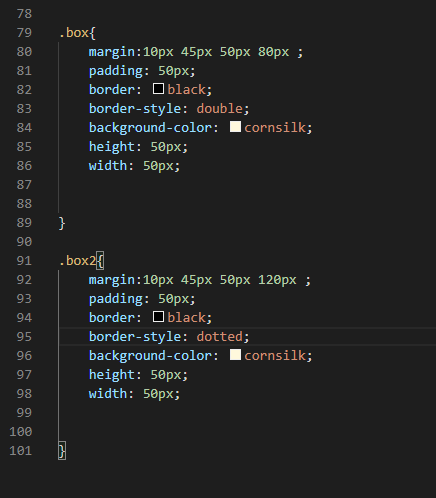 78
79 .box{
80 margin:10px 45px 50px 80px ;
81 padding: 50px;
82 border: black;
83 border-style: double;
84 background-color: cornsilk;
85 height: 50px;
86 width: 50px;
87
88
89 }
90
91 .box2{
92 margin:10px 45px 50px 120px ;
93 padding: 50px;
94 border: black;
95 border-style: dotted;
96 background-color: cornsilk;
97 height: 50px;
98 width: 50px;
99
100
101 }